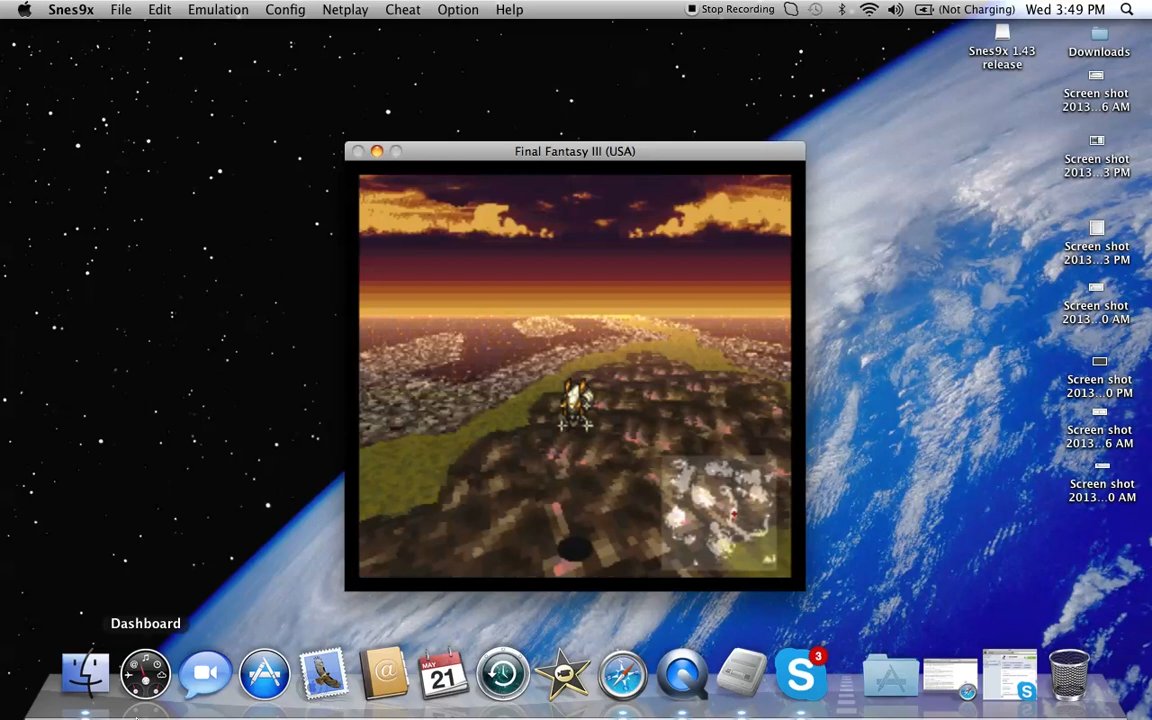 Snes9x File Edit Emulation Config Netplay Cheat Option Help Stop Recording (Not Charging) Wed 3:49 PM
Snes9x 1.43
release
Downloads
Screen shot
2013...6 AM
Screen shot
2013...3 PM
Screen shot
2013...3 PM
Screen shot
2013...0 AM
Screen shot
2013...0 PM
Screen shot
2013...6 AM
Screen shot
2013...0 AM
Final Fantasy III (USA)
Dashboard
MAY
21
3